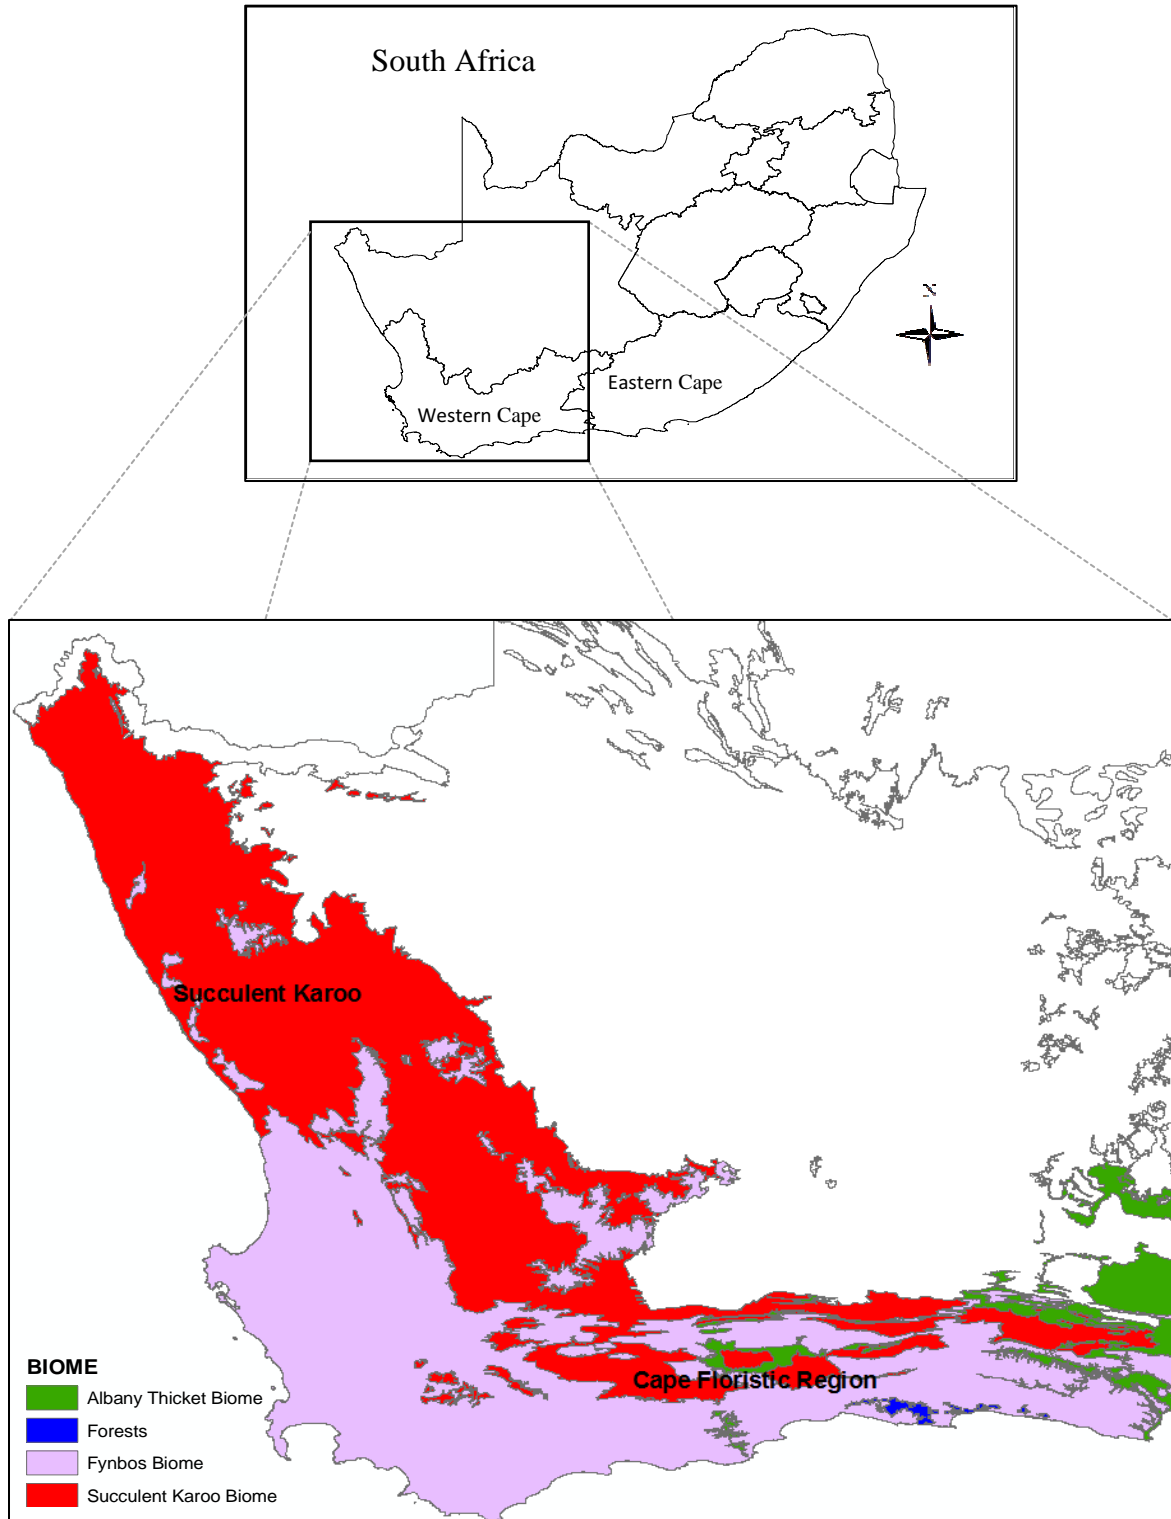 South Africa
N
Eastern Cape
Western Cape
Succulent Karoo
Cape Floristic Region
BIOME
Albany Thicket Biome
Forests
Fynbos Biome
Succulent Karoo Biome